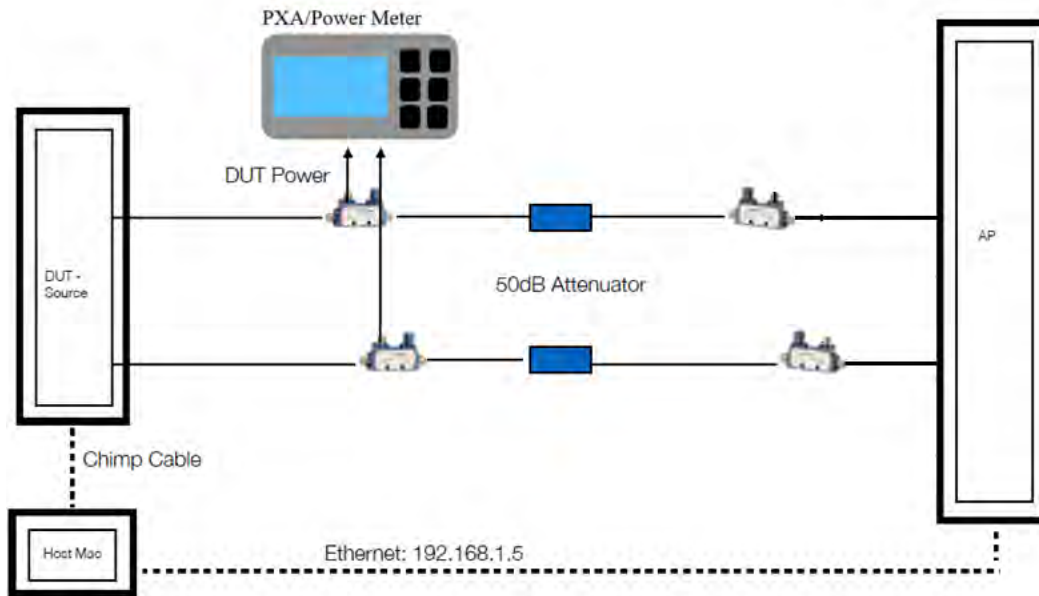 PXA/Power Meter
DUT Power
DUT -
Source
AP
50dB Attenuator
Chimp Cable
Host Mac
Ethernet: 192.168.1.5